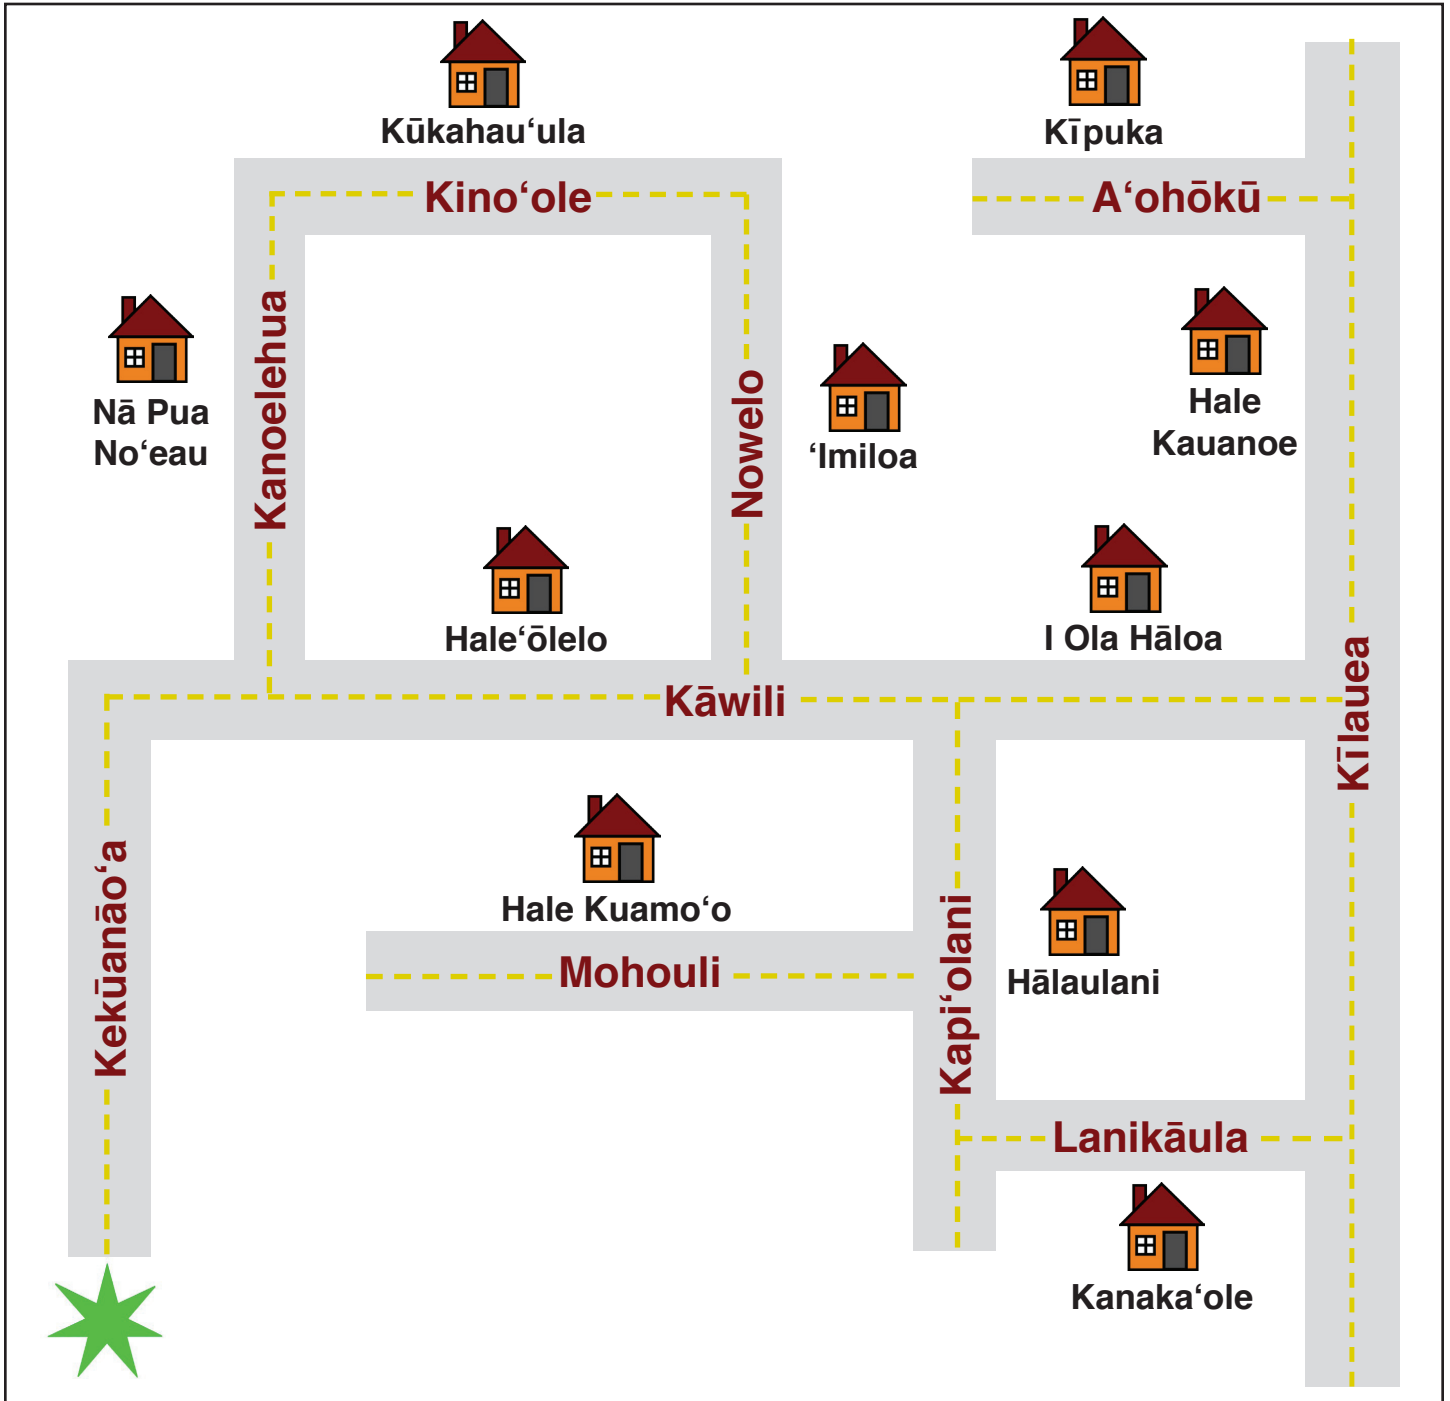 Kūkahauʻula
Kīpuka
Kinoʻole
Aʻohōkū
Kanoelehua
Nā Pua
Noʻeau
Nowelo
ʻImiloa
Hale
Kauanoe
Haleʻōlelo
I Ola Hāloa
Kāwili
Kīlauea
Kekūanāoʻa
Hale Kuamoʻo
Mohouli
Kapiʻolani
Hālaulani
Lanikāula
Kanakaʻole